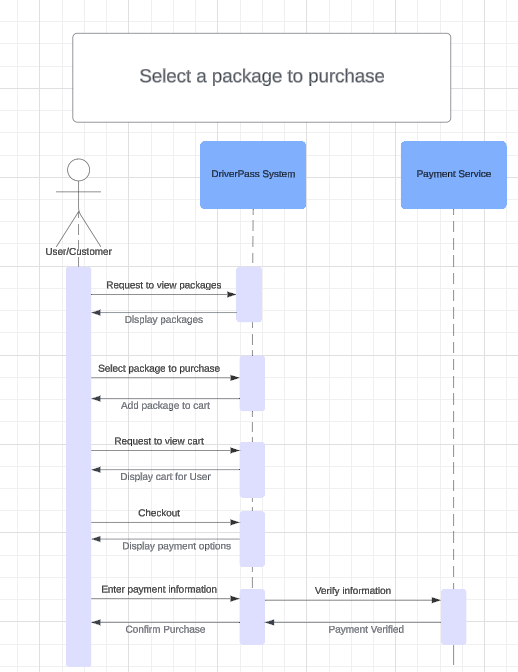 Select a package to purchase
DriverPass System
Payment Service
User/Customer
Request to view packages
Display packages
Select package to purchase
Add package to cart
Request to view cart
Display cart for User
Checkout
Display payment options
Enter payment information
Verify information
Confirm Purchase
Payment Verified